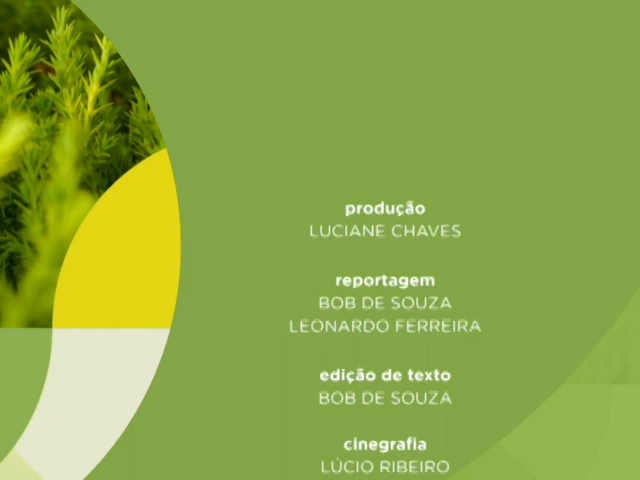 produção
LUCIANE CHAVES
reportagem
BOB DE SOUZA
LEONARDO FERREIRA
edição de texto
BOB DE SOUZA
cinegrafia
LÚCIO RIBEIRO